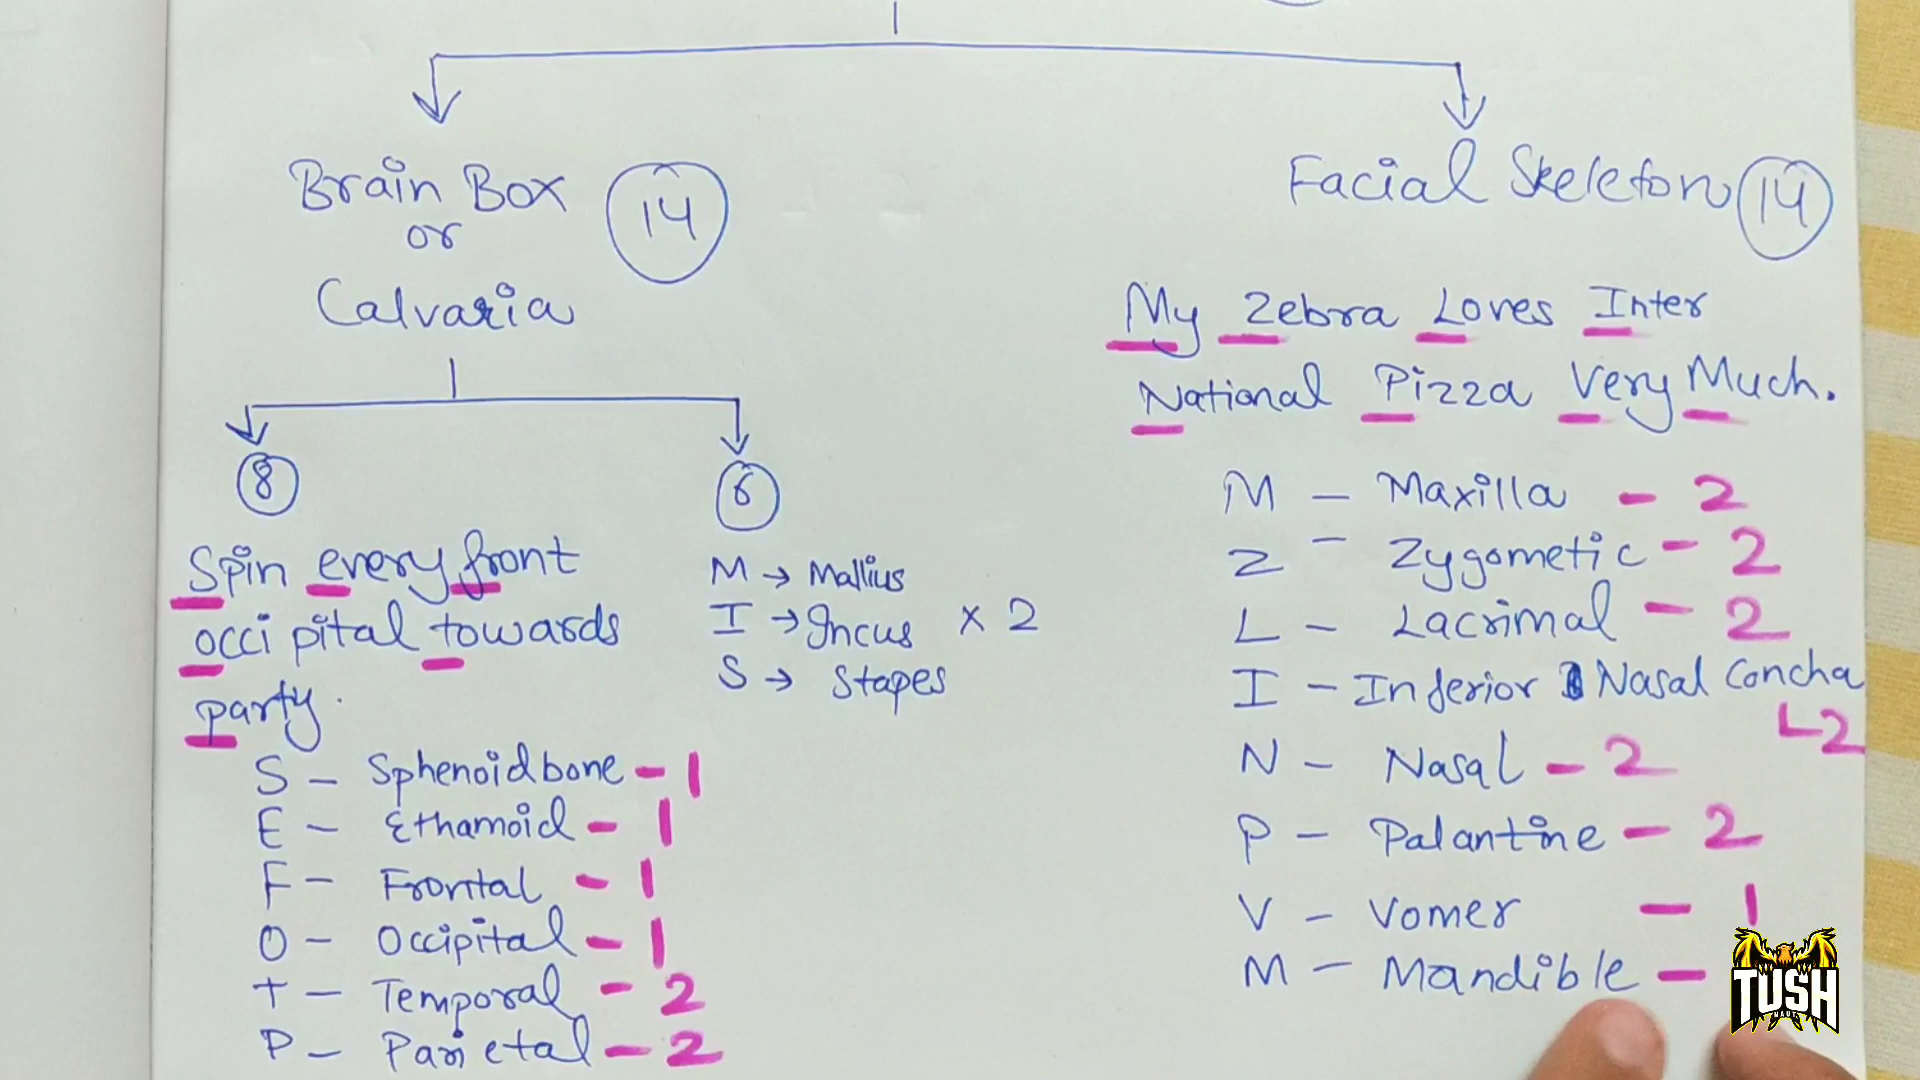 Brain Box
or
Calvaria
14
8
Spin every front
occipital towards
party.
S - Sphenoidbone - 1
E - Ethamoid - 1
F - Frontal - 1
O - Occipital - 1
T - Temporal - 2
P - Parietal - 2
6
M → Mallius
I → Incus × 2
S → Stapes
Facial Skeleton 14
My Zebra Loves Inter
National Pizza Very Much.
M - Maxilla - 2
Z - Zygometic - 2
L - Lacrimal - 2
I - Inferior Nasal Concha
2
N - Nasal - 2
P - Palantine - 2
V - Vomer - 1
M - Mandible -
TUSH
NAUT